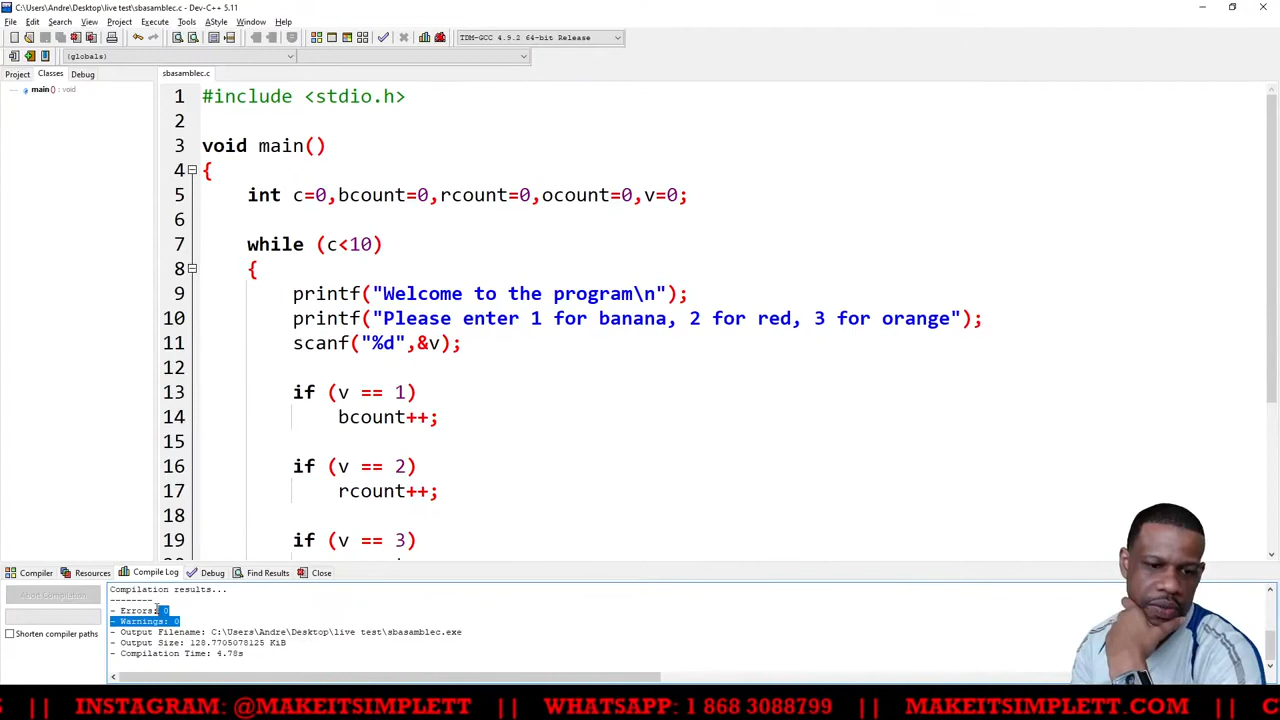 C:\Users\Andre\Desktop\live test\sbasamblec.c - Dev-C++ 5.11
File Edit Search View Project Execute Tools AStyle Window Help
TDM-GCC 4.9.2 64-bit Release
(globals)
Project Classes Debug
sbasamblec.c
main() : void
1 #include <stdio.h>
2
3 void main()
4 {
5 int c=0,bcount=0,rcount=0,ocount=0,v=0;
6
7 while (c<10)
8 {
9 printf("Welcome to the program\n");
10 printf("Please enter 1 for banana, 2 for red, 3 for orange");
11 scanf("%d",&v);
12
13 if (v == 1)
14 bcount++;
15
16 if (v == 2)
17 rcount++;
18
19 if (v == 3)
Compiler Resources Compile Log Debug Find Results Close
Abort Compilation
Shorten compiler paths
Compilation results...
--------
- Errors: 0
- Warnings: 0
- Output Filename: C:\Users\Andre\Desktop\live test\sbasamblec.exe
- Output Size: 128.7705078125 KiB
- Compilation Time: 4.78s
|| INSTAGRAM: @MAKEITSIMPLETT || WHATSAPP: 1 868 3088799 || MAKEITSIMPLETT.COM ||